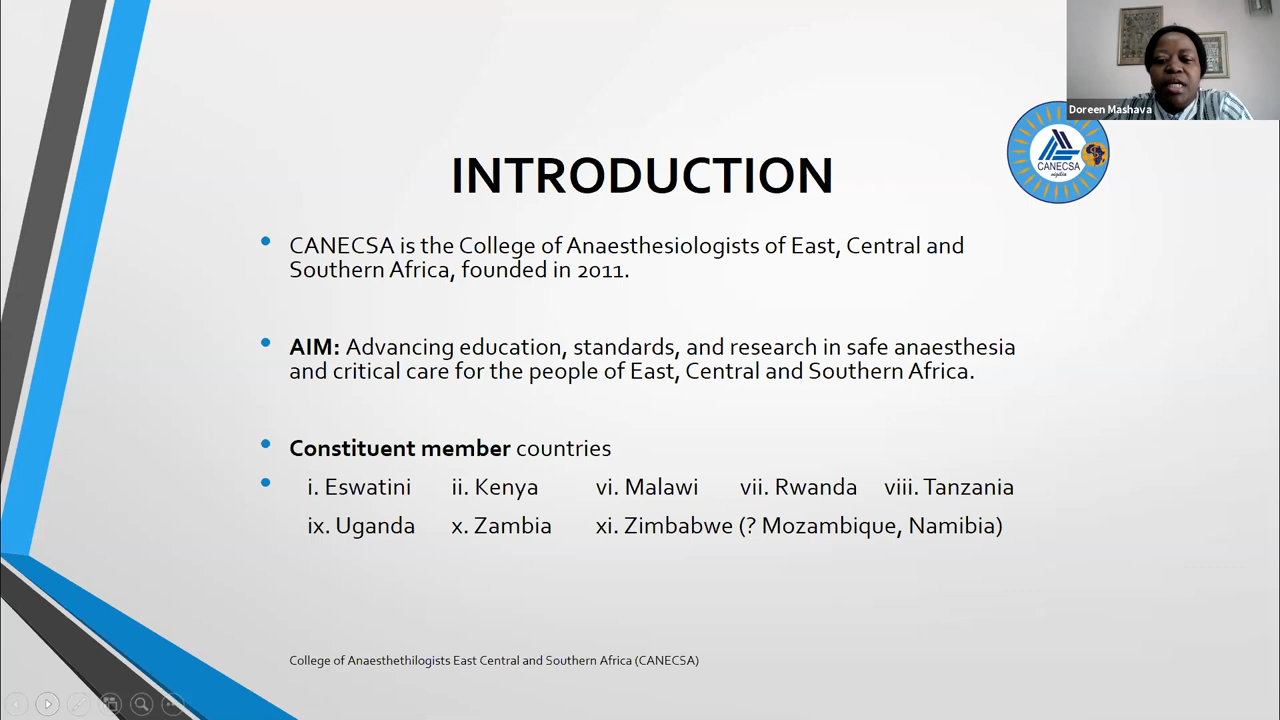 Doreen Mashava
CANECSA
vigilia
INTRODUCTION
CANECSA is the College of Anaesthesiologists of East, Central and
Southern Africa, founded in 2011.
AIM: Advancing education, standards, and research in safe anaesthesia
and critical care for the people of East, Central and Southern Africa.
Constituent member countries
i. Eswatini ii. Kenya vi. Malawi vii. Rwanda viii. Tanzania
ix. Uganda x. Zambia xi. Zimbabwe (? Mozambique, Namibia)
College of Anaesthethilogists East Central and Southern Africa (CANECSA)